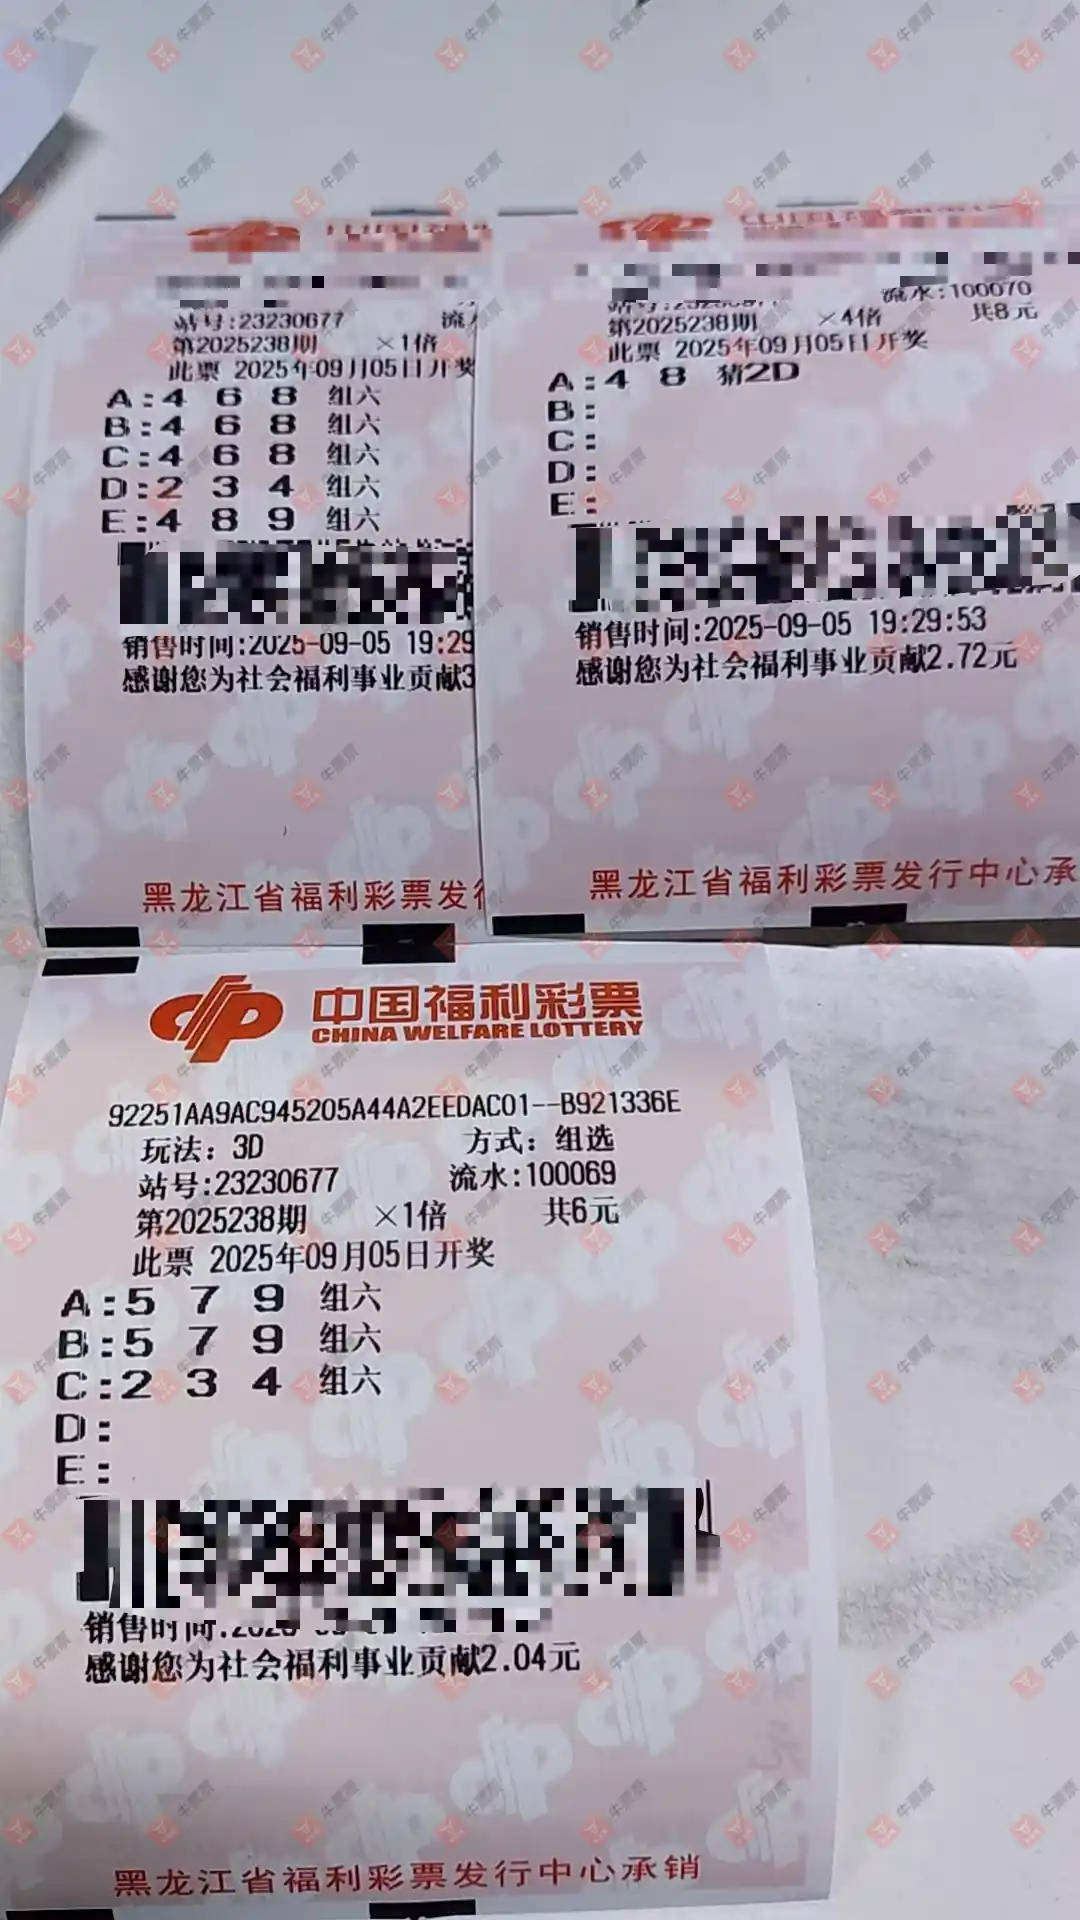 站号:23230677
第2025238期 ×1倍
此票 2025年09月05日开奖
A:4 6 8 组六
B:4 6 8 组六
C:4 6 8 组六
D:2 3 4 组六
E:4 8 9 组六
销售时间:2025-09-05 19:29
感谢您为社会福利事业贡献3
黑龙江省福利彩票发行
流水:100070
第2025238期 ×4倍 共8元
此票 2025年09月05日开奖
A:4 8 猜2D
B:
C:
D:
E:
销售时间:2025-09-05 19:29:53
感谢您为社会福利事业贡献2.72元
黑龙江省福利彩票发行中心承
中国福利彩票
CHINA WELFARE LOTTERY
92251AA9AC945205A44A2EEDAC01--B921336E
玩法：3D 方式：组选
站号:23230677 流水:100069
第2025238期 ×1倍 共6元
此票 2025年09月05日开奖
A:5 7 9 组六
B:5 7 9 组六
C:2 3 4 组六
D:
E:
销售时间:
感谢您为社会福利事业贡献2.04元
黑龙江省福利彩票发行中心承销
牛票票